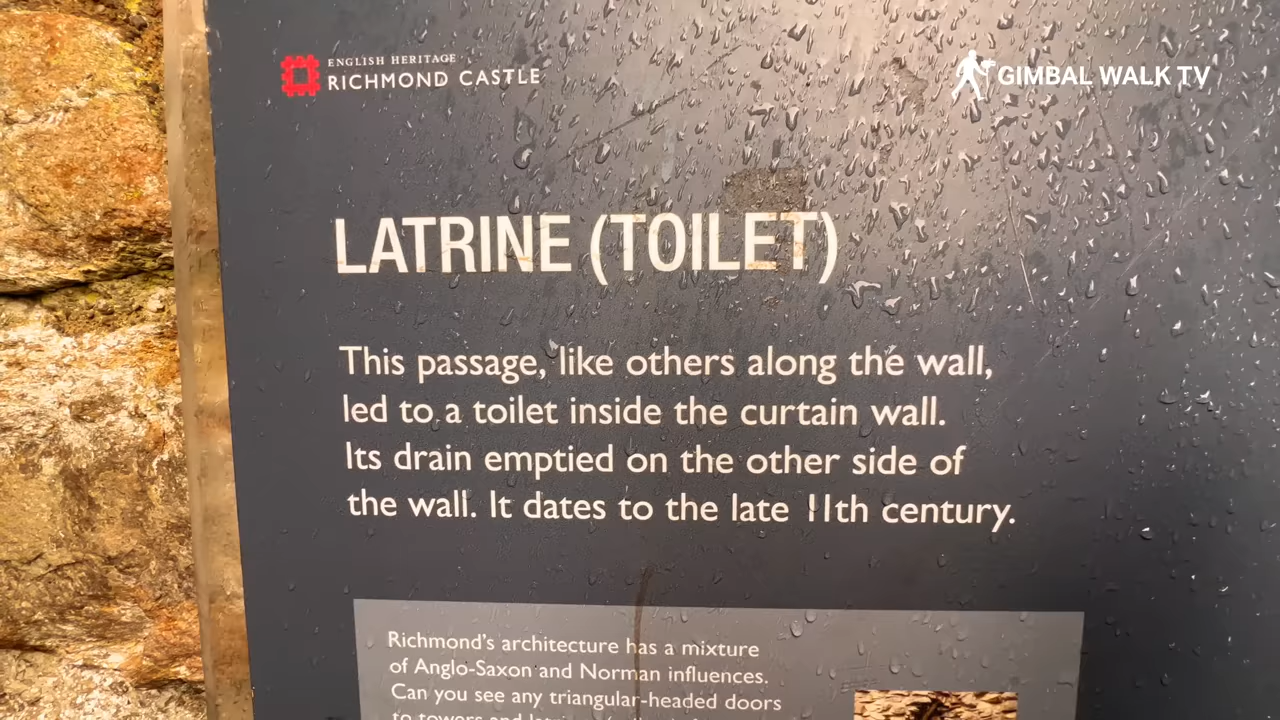 ENGLISH HERITAGE
RICHMOND CASTLE
GIMBAL WALK TV
LATRINE (TOILET)
This passage, like others along the wall,
led to a toilet inside the curtain wall.
Its drain emptied on the other side of
the wall. It dates to the late 11th century.
Richmond's architecture has a mixture
of Anglo-Saxon and Norman influences.
Can you see any triangular-headed doors
to towers and